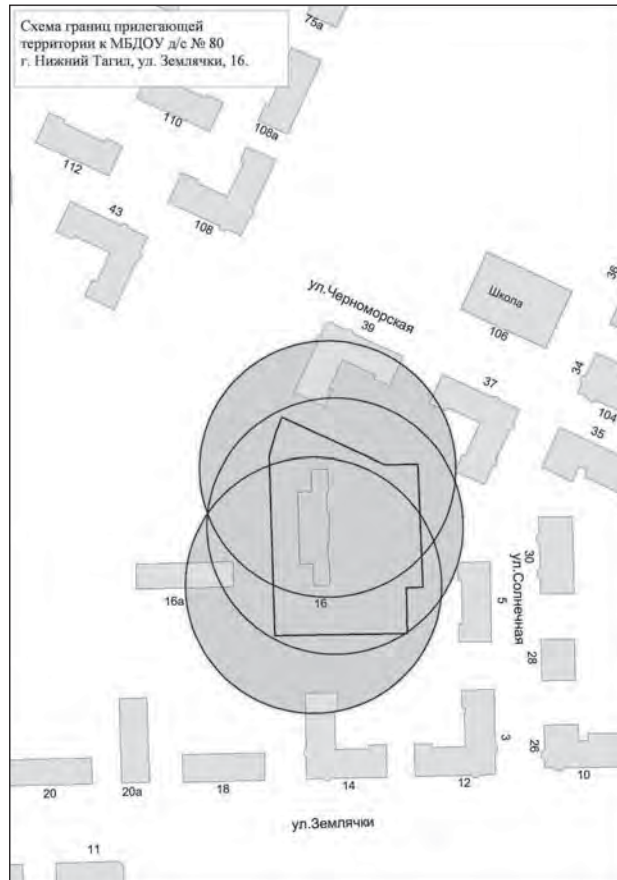 Схема границ прилегающей
территории к МБДОУ д/с № 80
г. Нижний Тагил, ул. Землячки, 16.
75а
110
108а
112
43
108
ул.Черноморская
39
Школа
106
36
37
34
104
35
30
ул.Солнечная
16а
16
5
28
3
26
20
20а
18
14
12
10
ул.Землячки
11